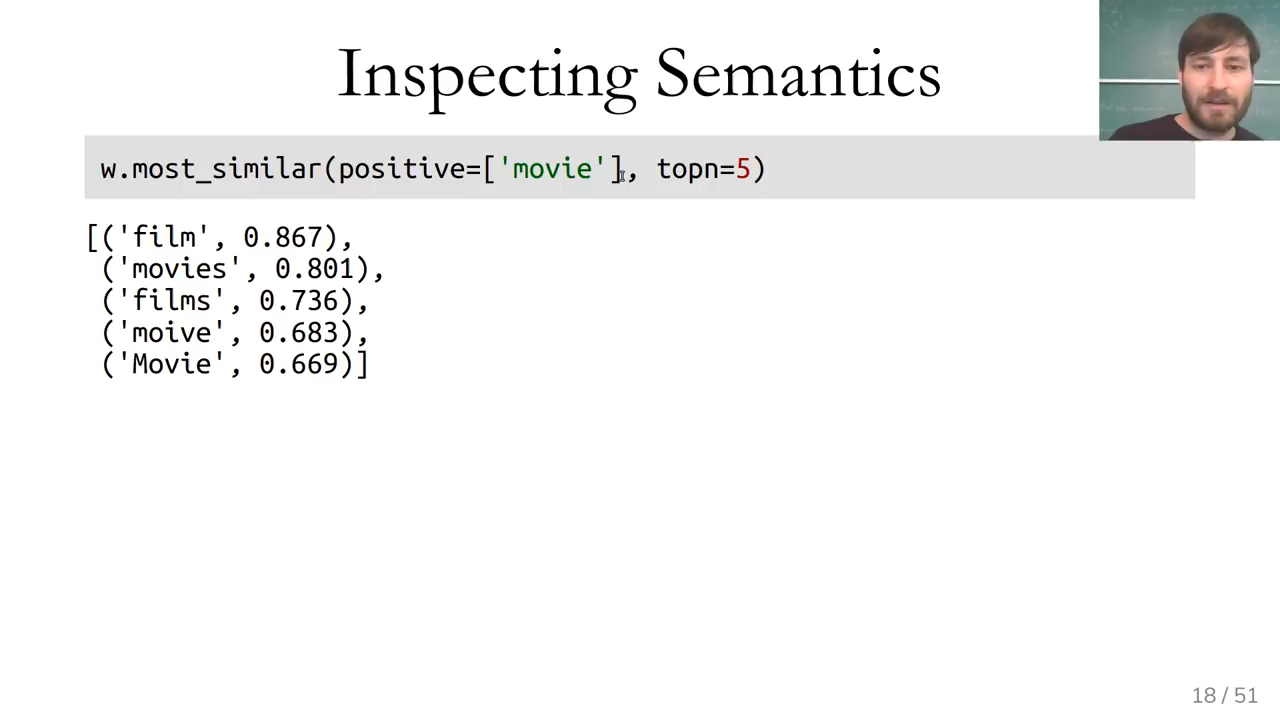 Inspecting Semantics
w.most_similar(positive=['movie'], topn=5)
[('film', 0.867),
('movies', 0.801),
('films', 0.736),
('moive', 0.683),
('Movie', 0.669)]
18 / 51